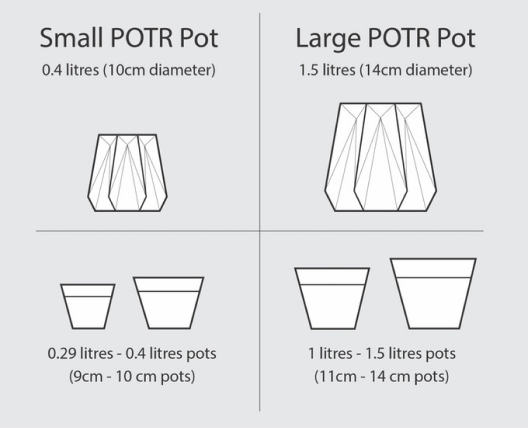 Small POTR Pot
0.4 litres (10cm diameter)
Large POTR Pot
1.5 litres (14cm diameter)
0.29 litres - 0.4 litres pots
(9cm - 10 cm pots)
1 litres - 1.5 litres pots
(11cm - 14 cm pots)